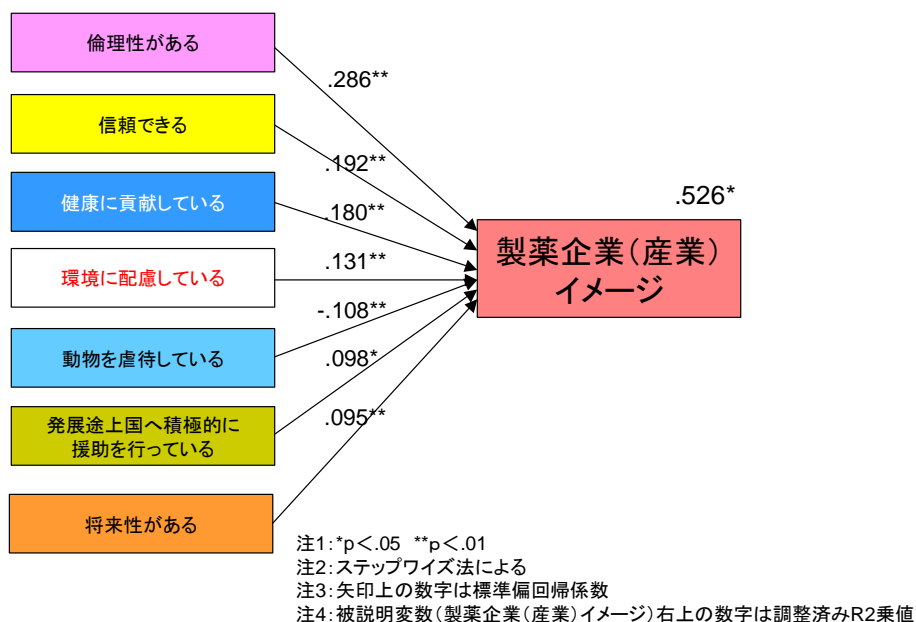 倫理性がある
.286**
信頼できる
.192**
健康に貢献している
.180**
.526*
環境に配慮している
.131**
製薬企業（産業）
イメージ
-.108**
動物を虐待している
.098*
発展途上国へ積極的に
援助を行っている
.095**
将来性がある
注1：*p＜.05　**p＜.01
注2：ステップワイズ法による
注3：矢印上の数字は標準偏回帰係数
注4：被説明変数（製薬企業（産業）イメージ）右上の数字は調整済みR2乗値